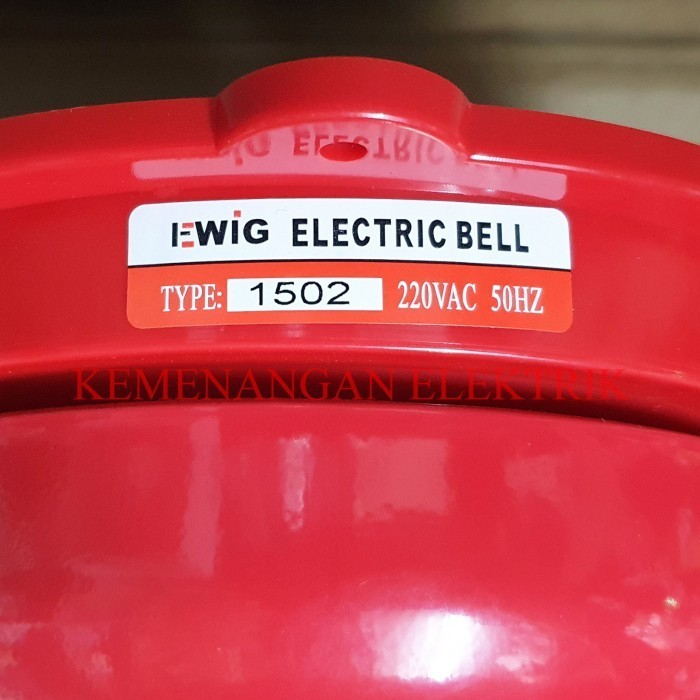 EWiG ELECTRIC BELL
TYPE: 1502 220VAC 50HZ
KEMENANGAN ELEKTRIK